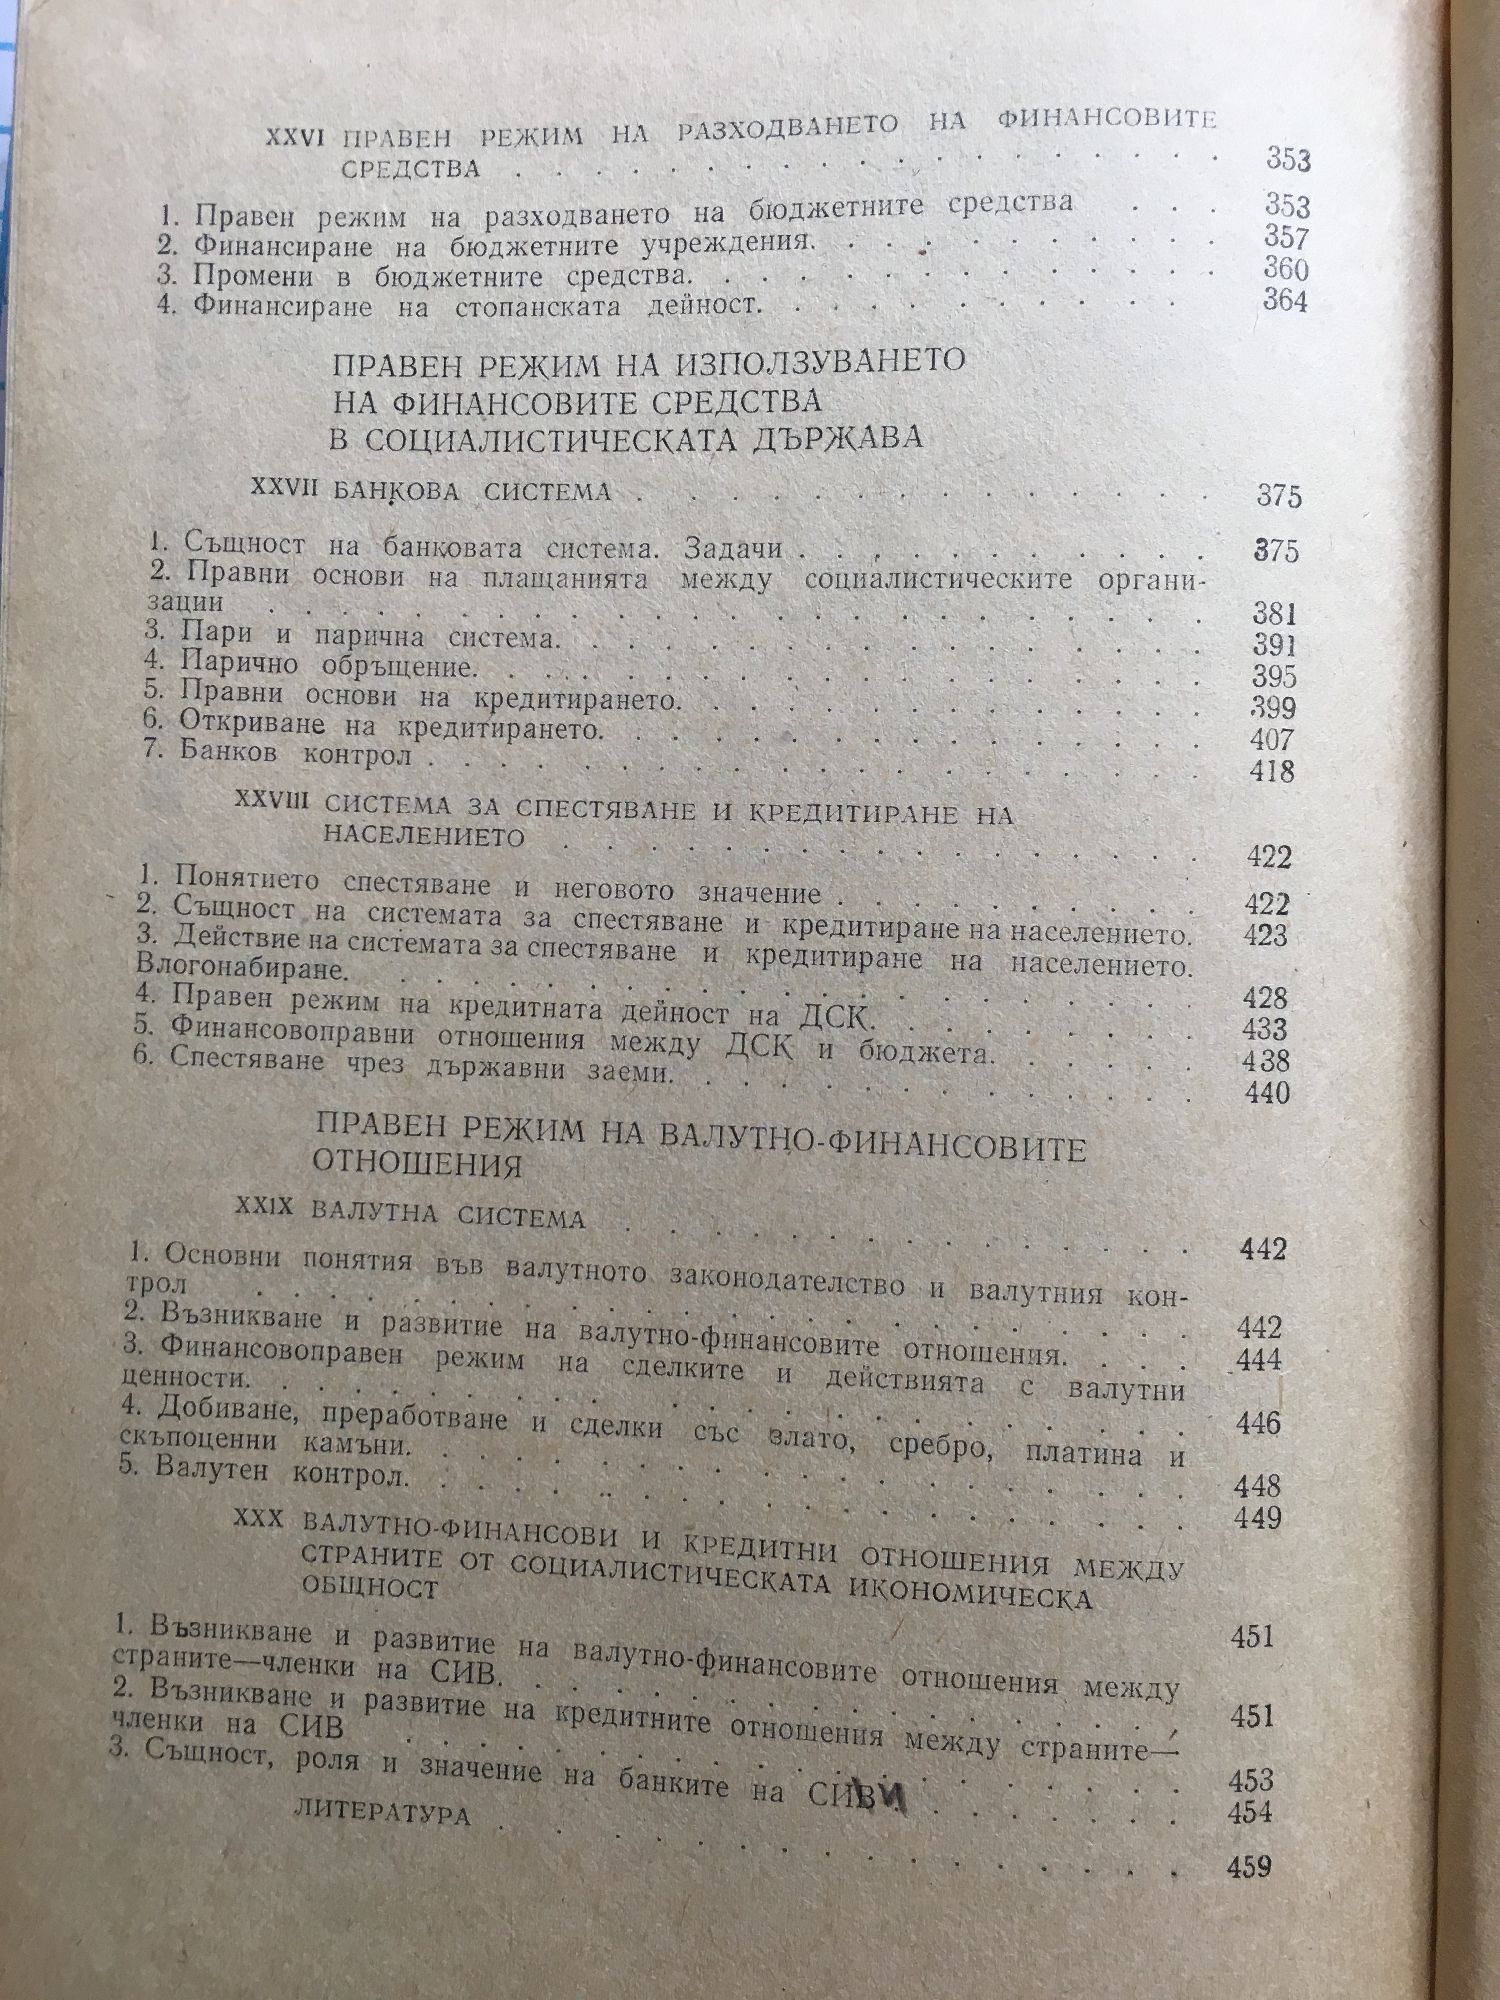 XXVI ПРАВЕН РЕЖИМ НА РАЗХОДВАНЕТО НА ФИНАНСОВИТЕ
СРЕДСТВА . . . . . . . . . . . . . . . 353
1. Правен режим на разходването на бюджетните средства . . . 353
2. Финансиране на бюджетните учреждения. . . . . . . . . . 357
3. Промени в бюджетните средства. . . . . . . . . . . . . 360
4. Финансиране на стопанската дейност. . . . . . . . . . . 364
ПРАВЕН РЕЖИМ НА ИЗПОЛЗУВАНЕТО
НА ФИНАНСОВИТЕ СРЕДСТВА
В СОЦИАЛИСТИЧЕСКАТА ДЪРЖАВА
XXVII БАНКОВА СИСТЕМА . . . . . . . . . . . . . 375
1. Същност на банковата система. Задачи . . . . . . . . . . 375
2. Правни основи на плащанията между социалистическите органи-
зации . . . . . . . . . . . . . . . . . . . 381
3. Пари и парична система. . . . . . . . . . . . . . . 391
4. Парично обръщение. . . . . . . . . . . . . . . . . 395
5. Правни основи на кредитирането. . . . . . . . . . . . 399
6. Откриване на кредитирането. . . . . . . . . . . . . . 407
7. Банков контрол . . . . . . . . . . . . . . . . . . 418
XXVIII СИСТЕМА ЗА СПЕСТЯВАНЕ И КРЕДИТИРАНЕ НА
НАСЕЛЕНИЕТО . . . . . . . . . . . . . . 422
1. Понятието спестяване и неговото значение . . . . . . . . . 422
2. Същност на системата за спестяване и кредитиране на населението. 423
3. Действие на системата за спестяване и кредитиране на населението.
Влогонабиране. . . . . . . . . . . . . . . . . . 428
4. Правен режим на кредитната дейност на ДСК. . . . . . . . 433
5. Финансовоправни отношения между ДСК и бюджета. . . . . . 438
6. Спестяване чрез държавни заеми. . . . . . . . . . . . . 440
ПРАВЕН РЕЖИМ НА ВАЛУТНО-ФИНАНСОВИТЕ
ОТНОШЕНИЯ
XXIX ВАЛУТНА СИСТЕМА . . . . . . . . . . . . . 442
1. Основни понятия във валутното законодателство и валутния кон-
трол . . . . . . . . . . . . . . . . . . . . 442
2. Възникване и развитие на валутно-финансовите отношения. . . . 444
3. Финансовоправен режим на сделките и действията с валутни
ценности. . . . . . . . . . . . . . . . . . . . 446
4. Добиване, преработване и сделки със злато, сребро, платина и
скъпоценни камъни. . . . . . . . . . . . . . . . . 448
5. Валутен контрол. . . . . . . . . . . . . . . . . . 449
XXX ВАЛУТНО-ФИНАНСОВИ И КРЕДИТНИ ОТНОШЕНИЯ МЕЖДУ
СТРАНИТЕ ОТ СОЦИАЛИСТИЧЕСКАТА ИКОНОМИЧЕСКА
ОБЩНОСТ 451
1. Възникване и развитие на валутно-финансовите отношения между
страните—членки на СИВ. . . . . . . . . . . . . . . 451
2. Възникване и развитие на кредитните отношения между страните—
членки на СИВ . . . . . . . . . . . . . . . . . 453
3. Същност, роля и значение на банките на СИВ . . . . . . . 454
ЛИТЕРАТУРА . . . . . . . . . . . . . . . 459